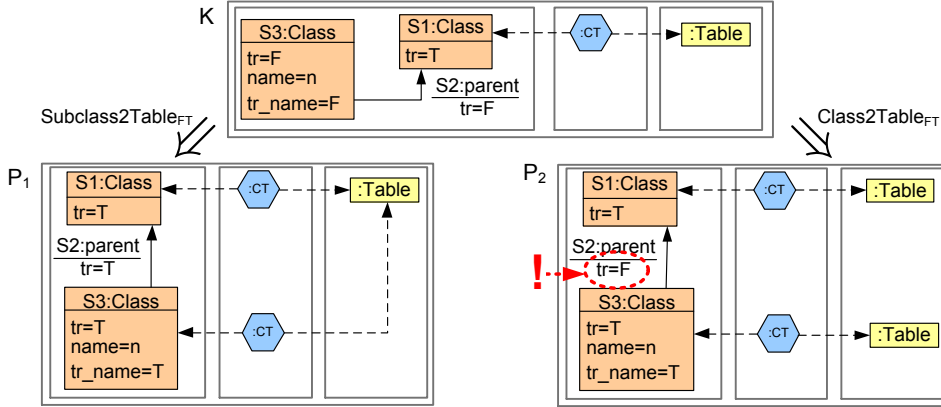 K
S3:Class
tr=F
name=n
tr_name=F
S1:Class
tr=T
S2:parent
tr=F
:CT
:Table
Subclass2TableFT
Class2TableFT
P1
S1:Class
tr=T
:CT
:Table
S2:parent
tr=T
S3:Class
tr=T
name=n
tr_name=T
:CT
P2
S1:Class
tr=T
:CT
:Table
S2:parent
!
tr=F
S3:Class
tr=T
name=n
tr_name=T
:CT
:Table